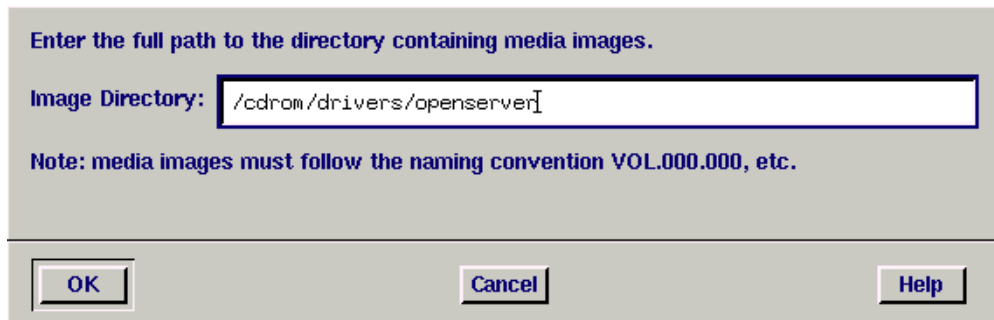 Enter the full path to the directory containing media images.
Image Directory: /cdrom/drivers/openserver
Note: media images must follow the naming convention VOL.000.000, etc.
OK Cancel Help